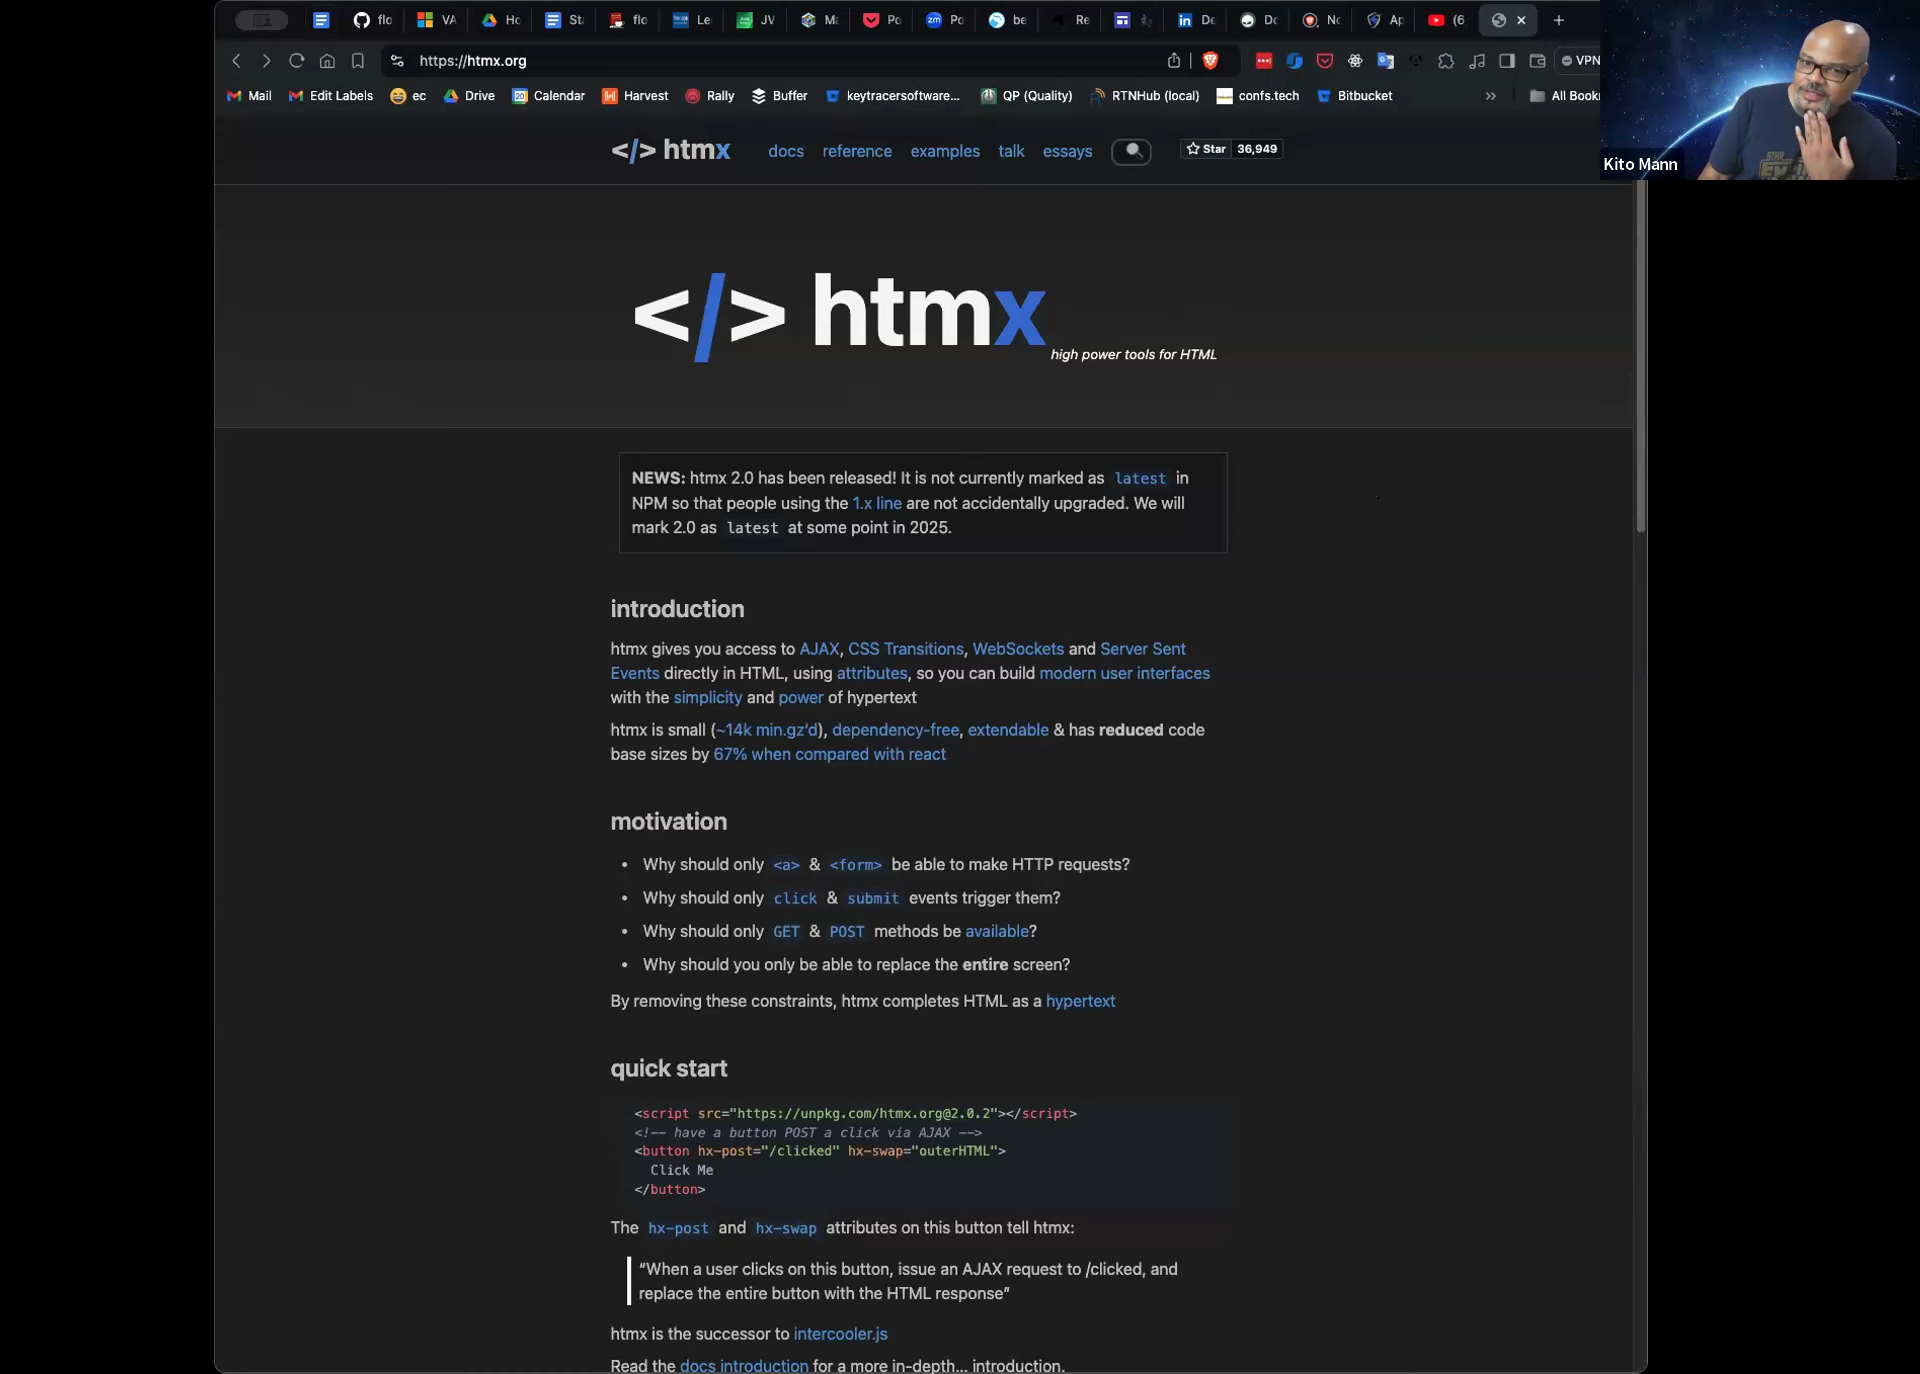 flo
VA
Ho
Sta
flo
Le
JV
Ma
Po
zm Po
be
Re
in De
Do
No
Ap
(6
https://htmx.org
VPN
Mail
Edit Labels
ec
Drive
20 Calendar
Harvest
Rally
Buffer
keytracersoftware...
QP (Quality)
RTNHub (local)
confs.tech
Bitbucket
»
All Book
Kito Mann
</> htmx
docs
reference
examples
talk
essays
Star
36,949
</> htmx
high power tools for HTML
NEWS: htmx 2.0 has been released! It is not currently marked as latest in
NPM so that people using the 1.x line are not accidentally upgraded. We will
mark 2.0 as latest at some point in 2025.
introduction
htmx gives you access to AJAX, CSS Transitions, WebSockets and Server Sent
Events directly in HTML, using attributes, so you can build modern user interfaces
with the simplicity and power of hypertext
htmx is small (~14k min.gz’d), dependency-free, extendable & has reduced code
base sizes by 67% when compared with react
motivation
• Why should only <a> & <form> be able to make HTTP requests?
• Why should only click & submit events trigger them?
• Why should only GET & POST methods be available?
• Why should you only be able to replace the entire screen?
By removing these constraints, htmx completes HTML as a hypertext
quick start
<script src="https://unpkg.com/htmx.org@2.0.2"></script>
<!-- have a button POST a click via AJAX -->
<button hx-post="/clicked" hx-swap="outerHTML">
Click Me
</button>
The hx-post and hx-swap attributes on this button tell htmx:
“When a user clicks on this button, issue an AJAX request to /clicked, and
replace the entire button with the HTML response”
htmx is the successor to intercooler.js
Read the docs introduction for a more in-depth... introduction.